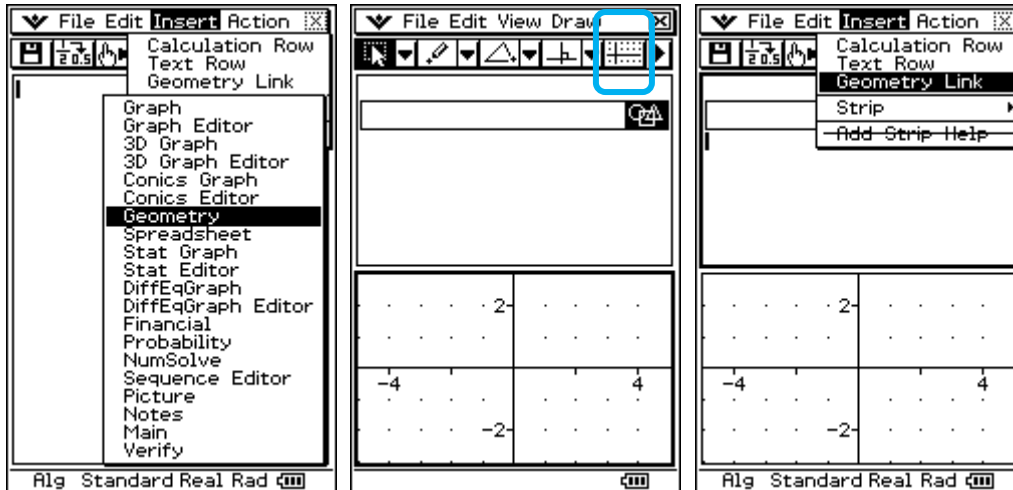 File Edit Insert Action
Calculation Row
Text Row
Geometry Link
Graph
Graph Editor
3D Graph
3D Graph Editor
Conics Graph
Conics Editor
Geometry
Spreadsheet
Stat Graph
Stat Editor
DiffEqGraph
DiffEqGraph Editor
Financial
Probability
NumSolve
Sequence Editor
Picture
Notes
Main
Verify
Alg Standard Real Rad
File Edit View Draw
2
-4 4
-2
File Edit Insert Action
Calculation Row
Text Row
Geometry Link
Strip
Add Strip Help
2
-4 4
-2
Alg Standard Real Rad